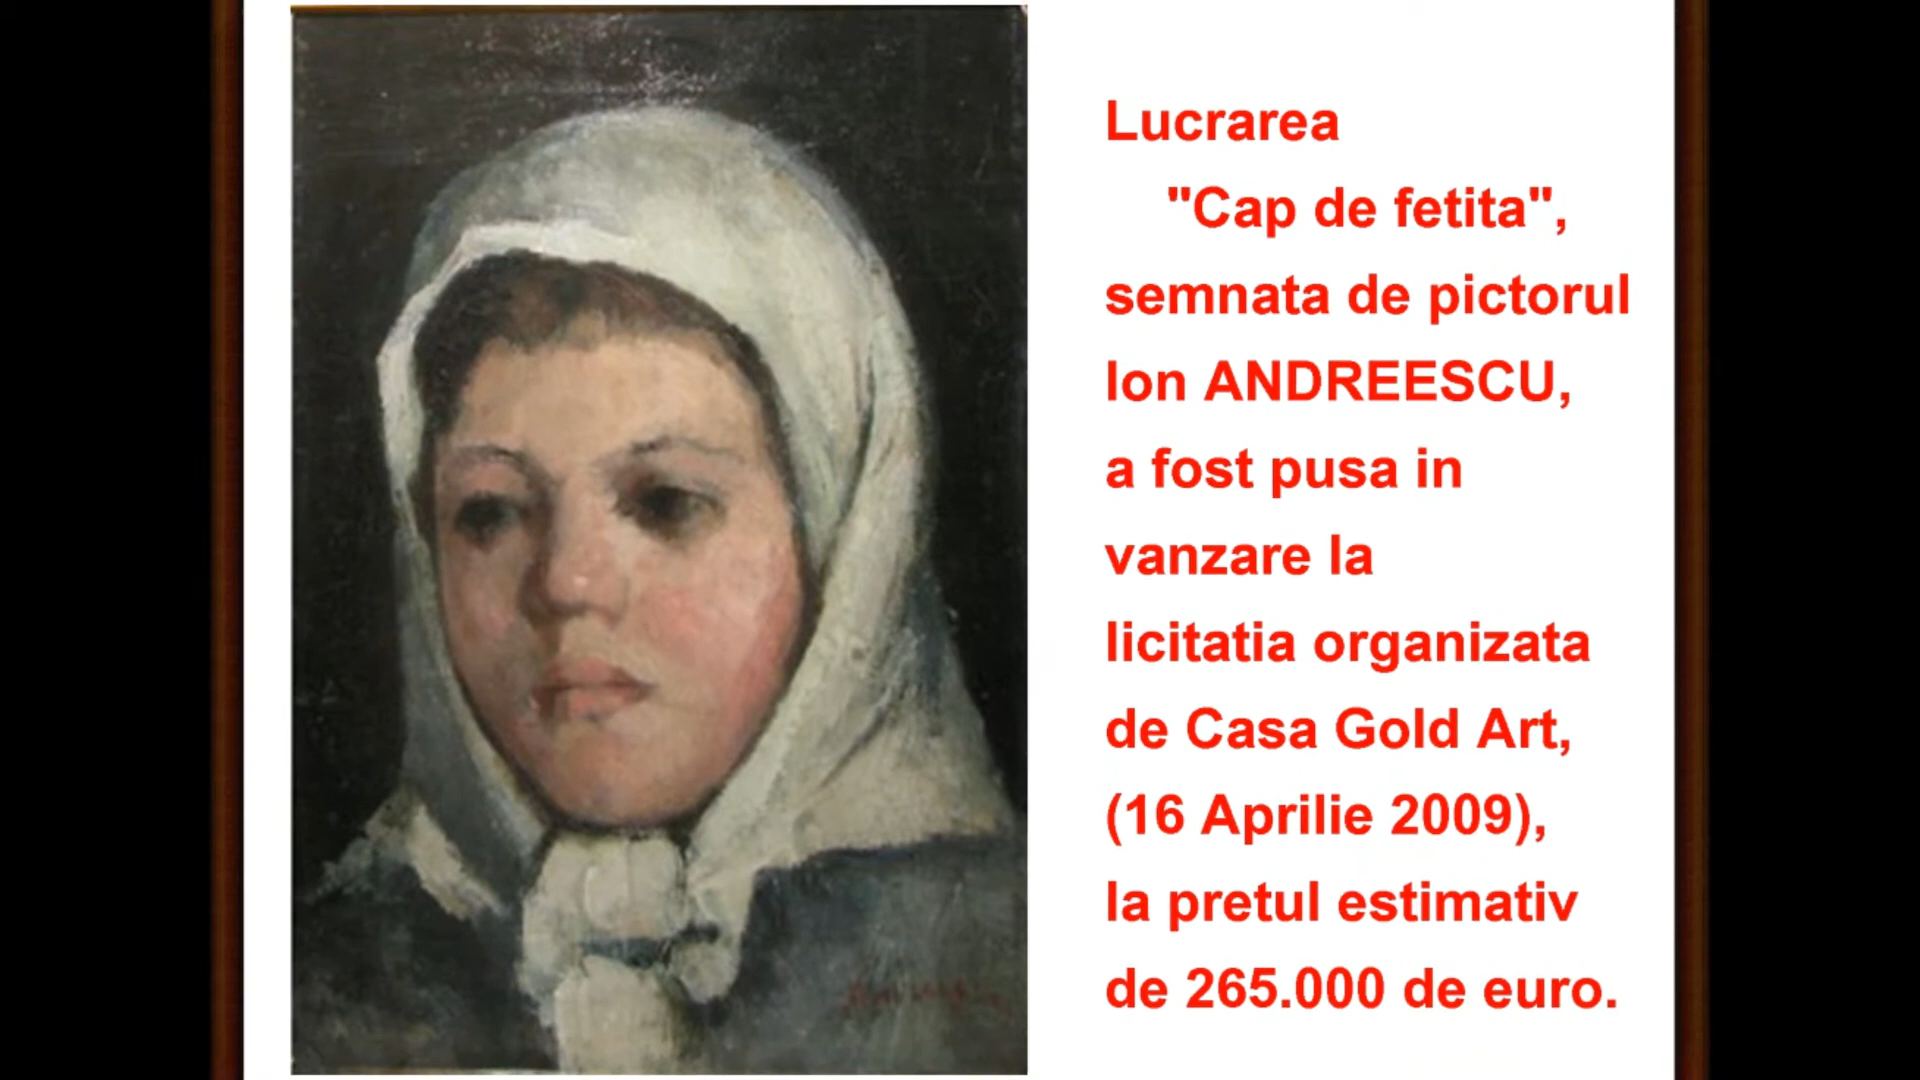 Lucrarea
"Cap de fetita",
semnata de pictorul
Ion ANDREESCU,
a fost pusa in
vanzare la
licitatia organizata
de Casa Gold Art,
(16 Aprilie 2009),
la pretul estimativ
de 265.000 de euro.